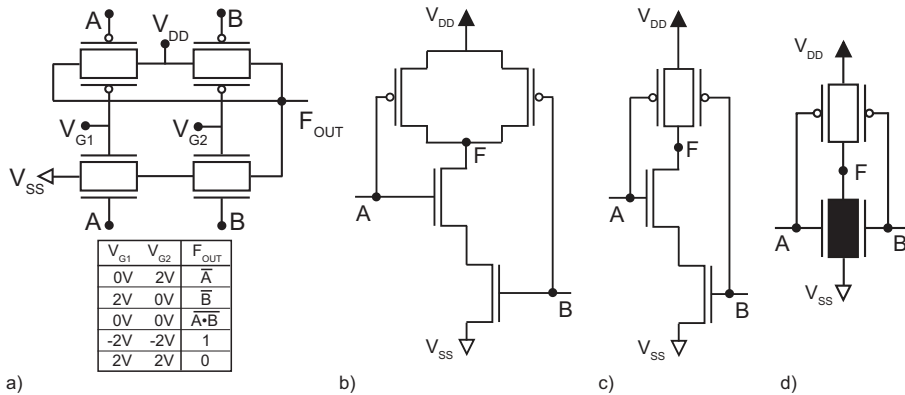 A
B
V_DD
V_G1
V_G2
F_OUT
V_SS
A
B
V_G1 V_G2 F_OUT
0V 2V A̅
2V 0V B̅
0V 0V A̅•̅B̅
-2V -2V 1
2V 2V 0
a)
V_DD
F
A
B
V_SS
b)
V_DD
F
A
B
V_SS
c)
V_DD
F
A
B
V_SS
d)